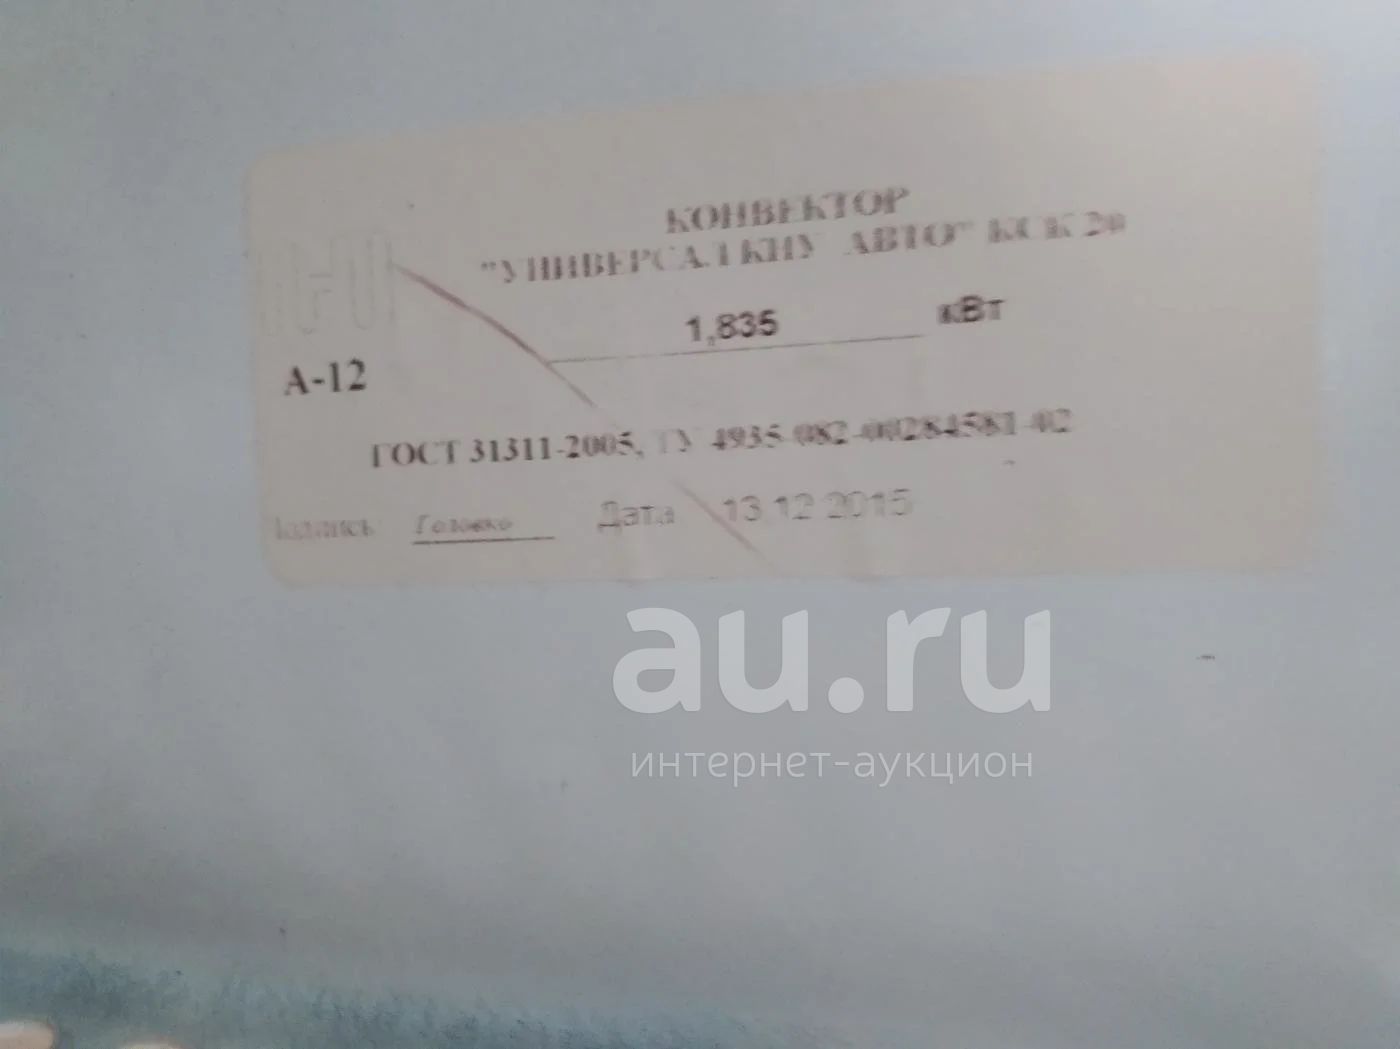 КОНВЕКТОР
"УНИВЕРСАЛ КНУ АВТО" КСК 20
1,835 кВт
А-12
ГОСТ 31311-2005, ТУ 4935-082-00284581-02
Подпись Головко Дата 13 12 2015
au.ru
интернет-аукцион